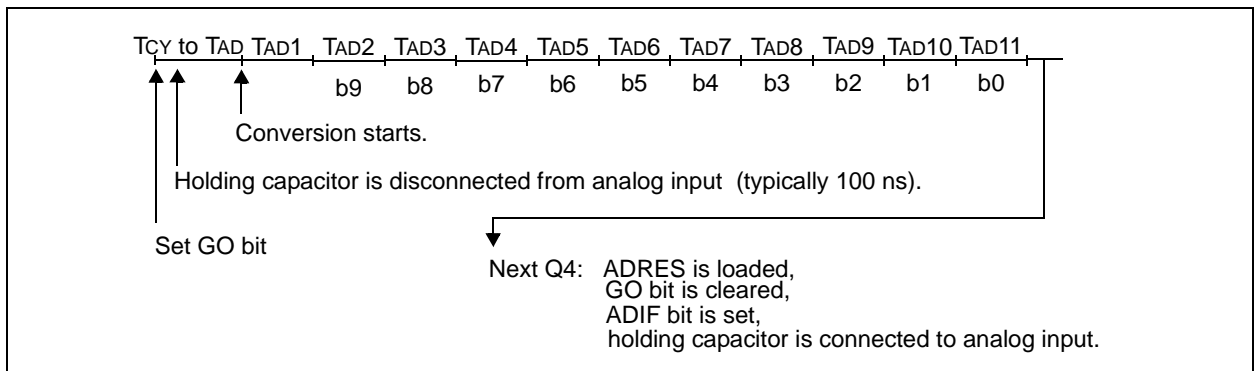 TCY to TAD TAD1 TAD2 TAD3 TAD4 TAD5 TAD6 TAD7 TAD8 TAD9 TAD10 TAD11
b9 b8 b7 b6 b5 b4 b3 b2 b1 b0
Conversion starts.
Holding capacitor is disconnected from analog input (typically 100 ns).
Set GO bit
Next Q4: ADRES is loaded,
GO bit is cleared,
ADIF bit is set,
holding capacitor is connected to analog input.